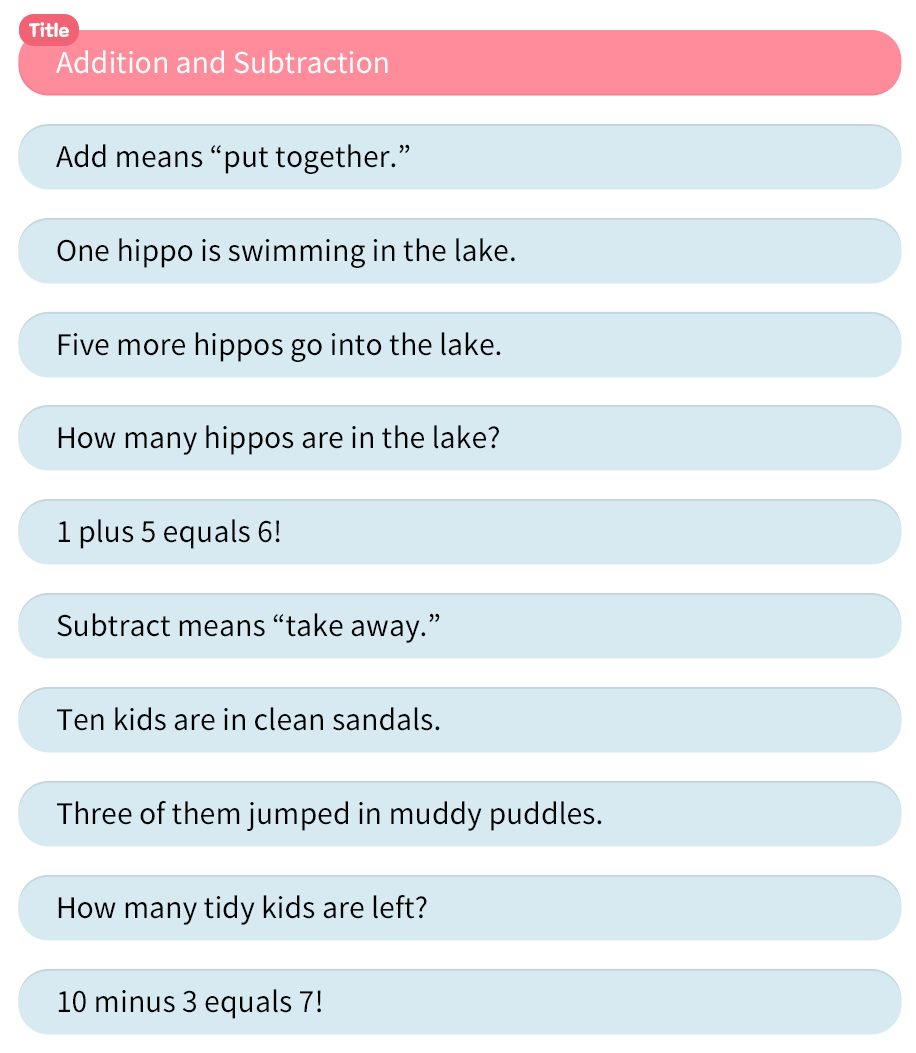 Title
Addition and Subtraction
Add means “put together.”
One hippo is swimming in the lake.
Five more hippos go into the lake.
How many hippos are in the lake?
1 plus 5 equals 6!
Subtract means “take away.”
Ten kids are in clean sandals.
Three of them jumped in muddy puddles.
How many tidy kids are left?
10 minus 3 equals 7!